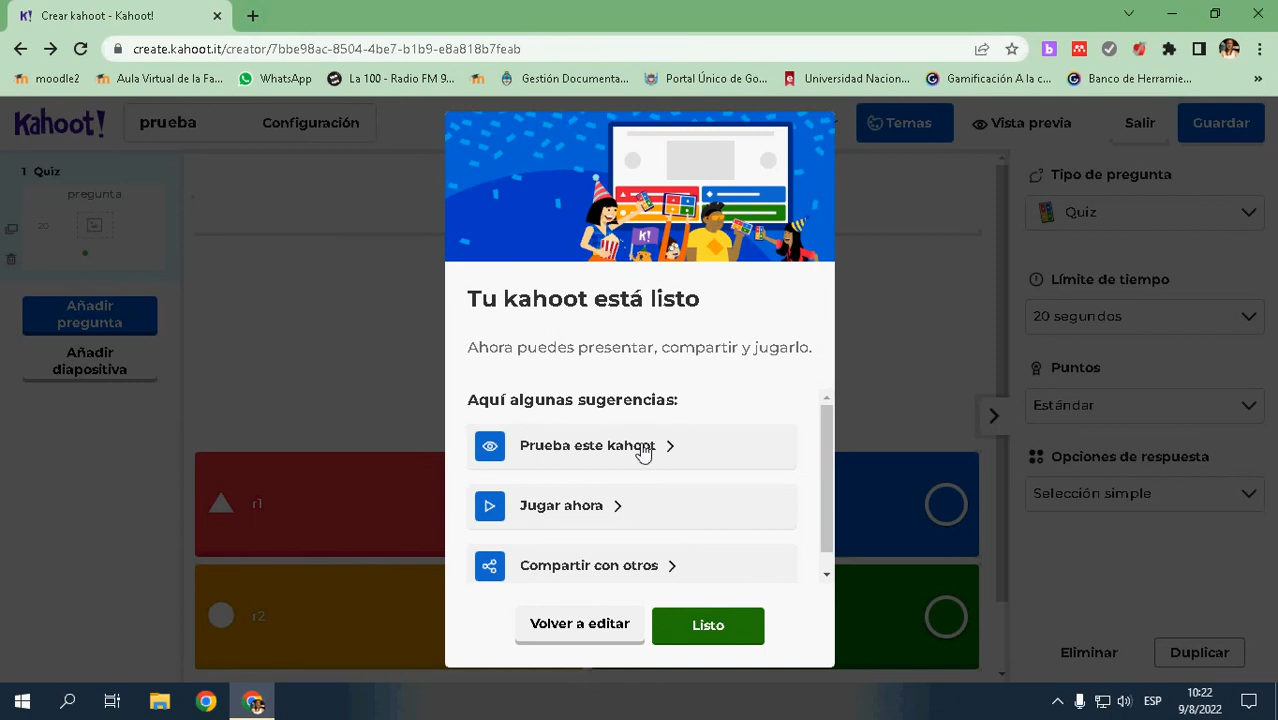 Crear kahoot - Kahoot!
create.kahoot.it/creator/7bbe98ac-8504-4be7-b1b9-e8a818b7feab
moodle2
Aula Virtual de la Fa...
WhatsApp
La 100 - Radio FM 9...
Gestión Documenta...
Portal Único de Go...
Universidad Nacion...
Gamificación A la c...
Banco de Herramie...
»
Kahoot!
prueba
Configuración
Temas
Vista previa
Salir
Guardar
1 Quiz
pregunta
20
Añadir
pregunta
Añadir
diapositiva
K!
Tu kahoot está listo
Ahora puedes presentar, compartir y jugarlo.
Aquí algunas sugerencias:
Prueba este kahoot
Jugar ahora
Compartir con otros
Volver a editar
Listo
r1
r2
Tipo de pregunta
Quiz
Límite de tiempo
20 segundos
Puntos
Estándar
Opciones de respuesta
Selección simple
Eliminar
Duplicar
ESP
10:22
9/8/2022